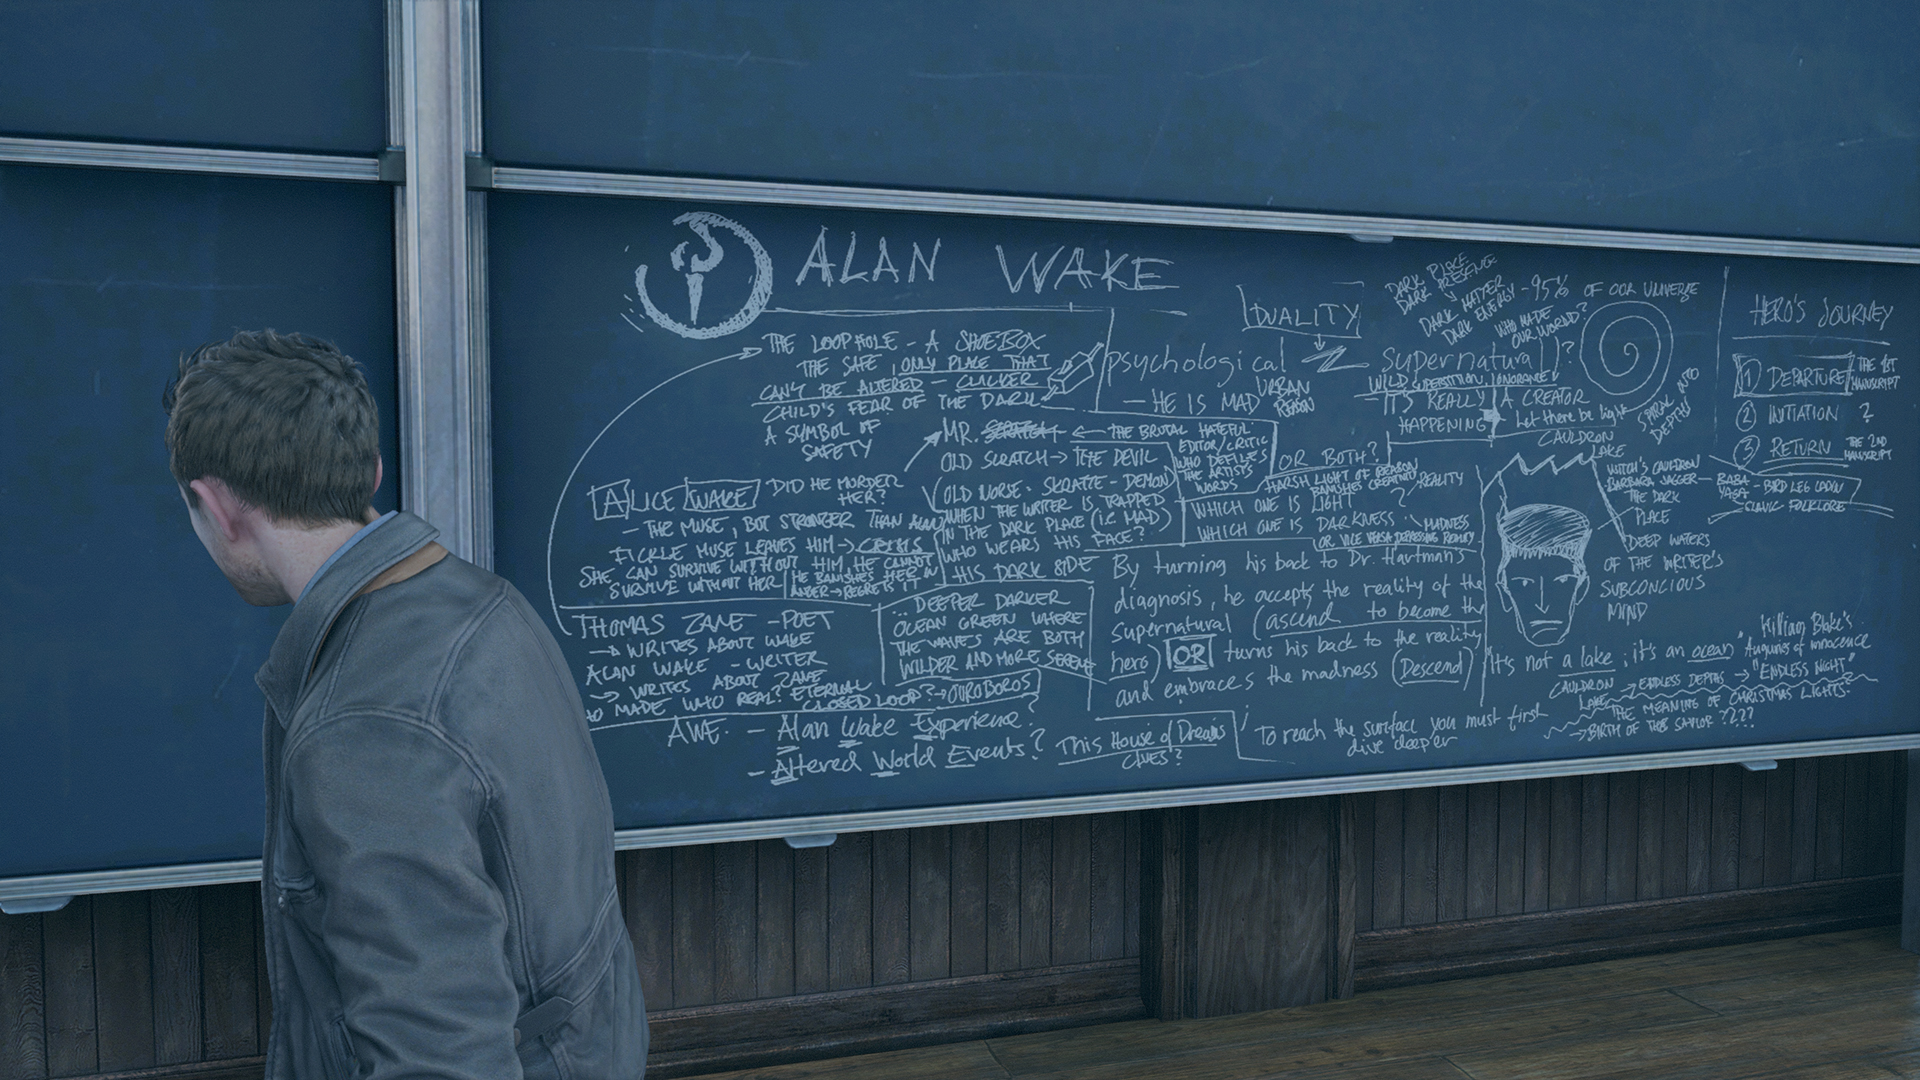 ALAN WAKE
THE LOOPHOLE - A SHOEBOX
THE SAFE, ONLY PLACE THAT
CAN'T BE ALTERED - CLICKER
CHILD'S FEAR OF THE DARK
A SYMBOL OF
SAFETY
MR. SCRATCH ← THE BRUTAL HATEFUL
EDITOR/CRITIC
WHO DEFILES
THE ARTIST'S
WORDS
OLD SCRATCH → THE DEVIL
OLD NORSE - SKRATTE - DEMON
WHEN THE WRITER IS TRAPPED
IN THE DARK PLACE (i.e. MAD)
WHO WEARS HIS FACE?
HIS DARK SIDE
ALICE WAKE DID HE MURDER
HER?
- THE MUSE, BUT STRONGER THAN ALAN
FICKLE MUSE LEAVES HIM → CRISIS
SHE CAN SURVIVE WITHOUT HIM, HE CANNOT
SURVIVE WITHOUT HER
HE BANISHES HER IN
ANGER → REGRETS IT
THOMAS ZANE - POET
→ WRITES ABOUT WAKE
ALAN WAKE - WRITER
→ WRITES ABOUT ZANE
WHO MADE WHO REAL? ETERNAL
CLOSED LOOP? → OUROBOROS
... DEEPER DARKER
OCEAN GREEN WHERE
THE WAVES ARE BOTH
WILDER AND MORE SERENE
AWE - Alan Wake Experience?
- Altered World Events?
This House of Dreams
CLUES?
DUALITY
psychological
supernatural?
- HE IS MAD
URBAN
REASON
WILD SUPERSTITION, IGNORANCE!
IT'S REALLY
HAPPENING
A CREATOR
Let there be light
OR BOTH?
HARSH LIGHT OF REASON
BANISHES CREATIVITY
REALITY
WHICH ONE IS LIGHT?
WHICH ONE IS DARKNESS
MADNESS
OR VICE VERSA DEPRESSING REALITY
By turning his back to Dr. Hartman's
diagnosis, he accepts the reality of the
supernatural (ascend to become the
hero) OR turns his back to the reality
and embraces the madness (Descend)
To reach the surface you must first
dive deeper
DARK PLACE
DARK PRESENCE
DARK MATTER
DARK ENERGY - 95% OF OUR UNIVERSE
WHO MADE
OUR WORLD?
SPIRAL INTO
DEPTHS
CAULDRON
LAKE
WITCH'S CAULDRON
BARBARA JAGGER - BABA
YAGA - BIRD LEG CABIN
SLAVIC FOLKLORE
THE DARK
PLACE
DEEP WATERS
OF THE WRITER'S
SUBCONCIOUS
MIND
It's not a lake, it's an ocean
CAULDRON
LAKE
→ ENDLESS DEPTHS → "ENDLESS NIGHT"
William Blake's
"Auguries of innocence
THE MEANING OF CHRISTMAS LIGHTS?
→ BIRTH OF THE SAVIOR????
HERO'S JOURNEY
1 DEPARTURE THE 1ST
MANUSCRIPT
2 INITIATION ?
3 RETURN THE 2ND
MANUSCRIPT